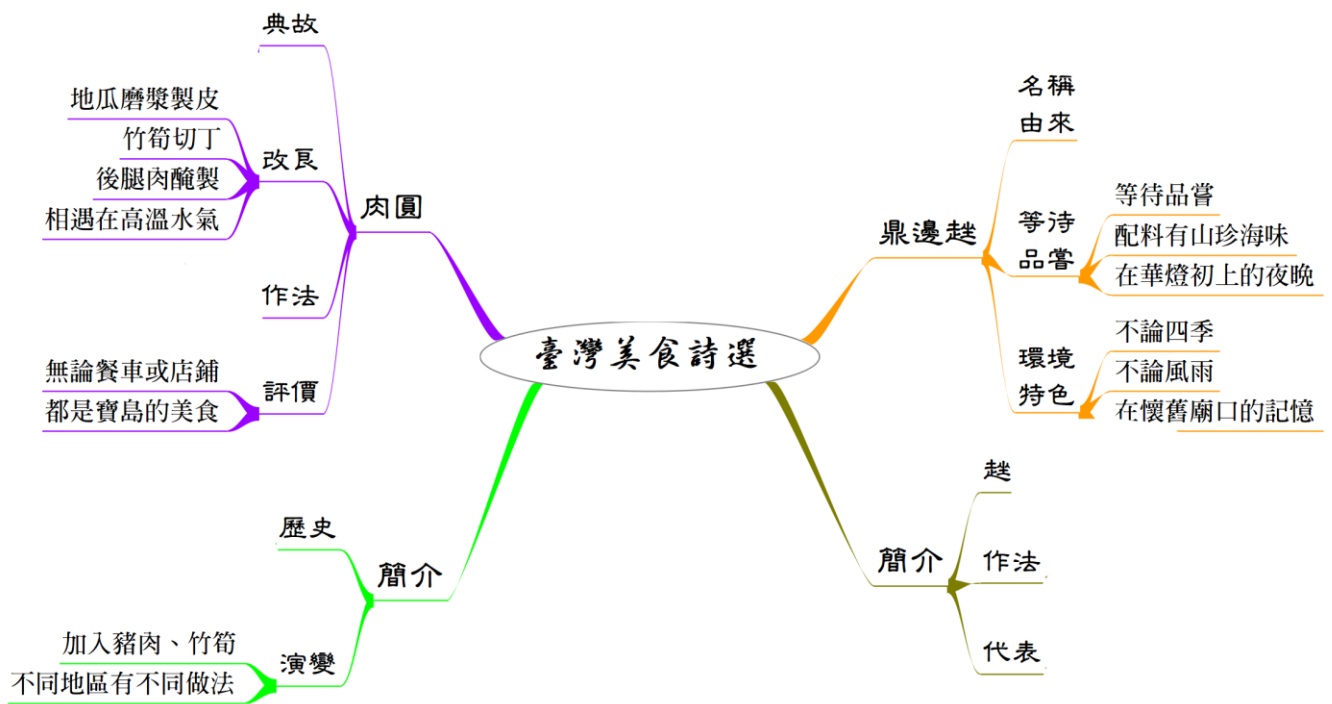 臺灣美食詩選
鼎邊趖
名稱
由來
等待
品嘗
等待品嘗
配料有山珍海味
在華燈初上的夜晚
環境
特色
不論四季
不論風雨
在懷舊廟口的記憶
簡介
趖
作法
代表
肉圓
典故
改良
地瓜磨漿製皮
竹筍切丁
後腿肉醃製
相遇在高溫水氣
作法
評價
無論餐車或店鋪
都是寶島的美食
簡介
歷史
演變
加入豬肉、竹筍
不同地區有不同做法